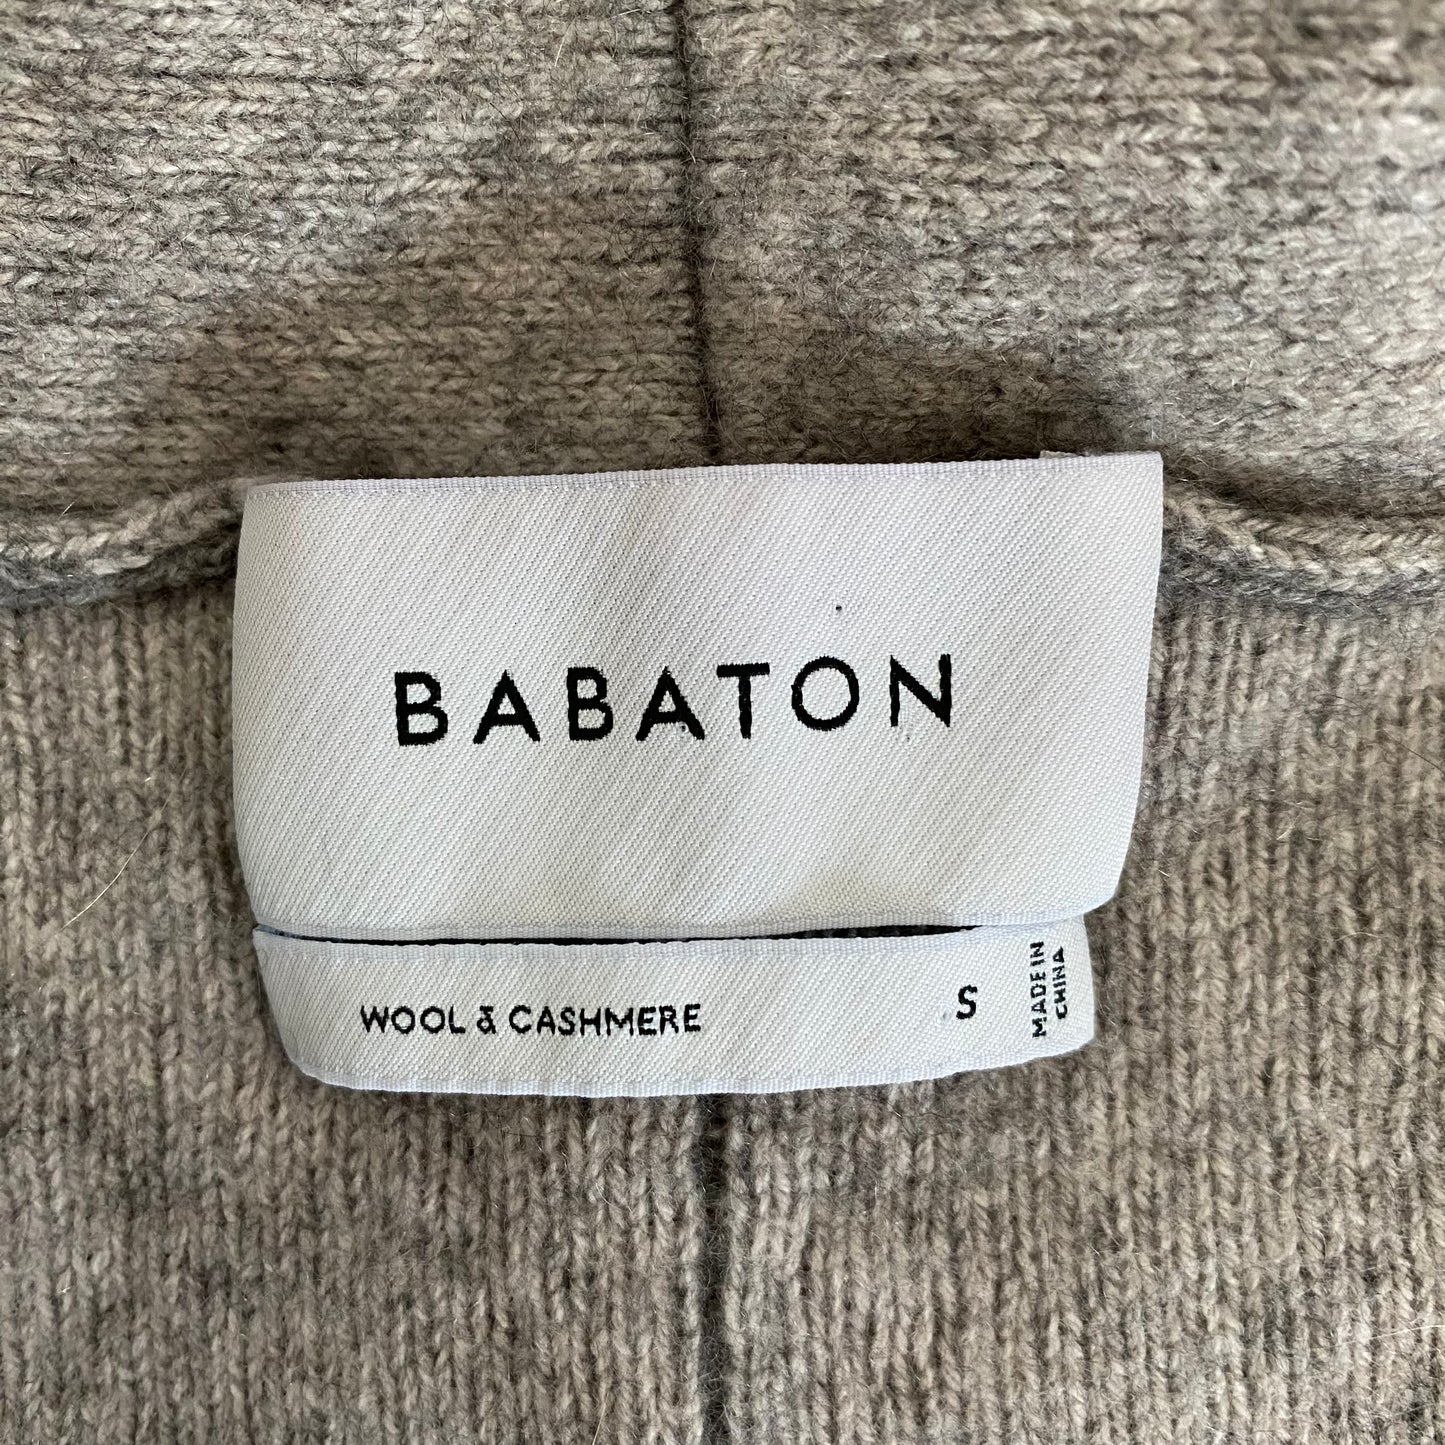 BABATON
WOOL & CASHMERE
S
MADE IN
CHINA